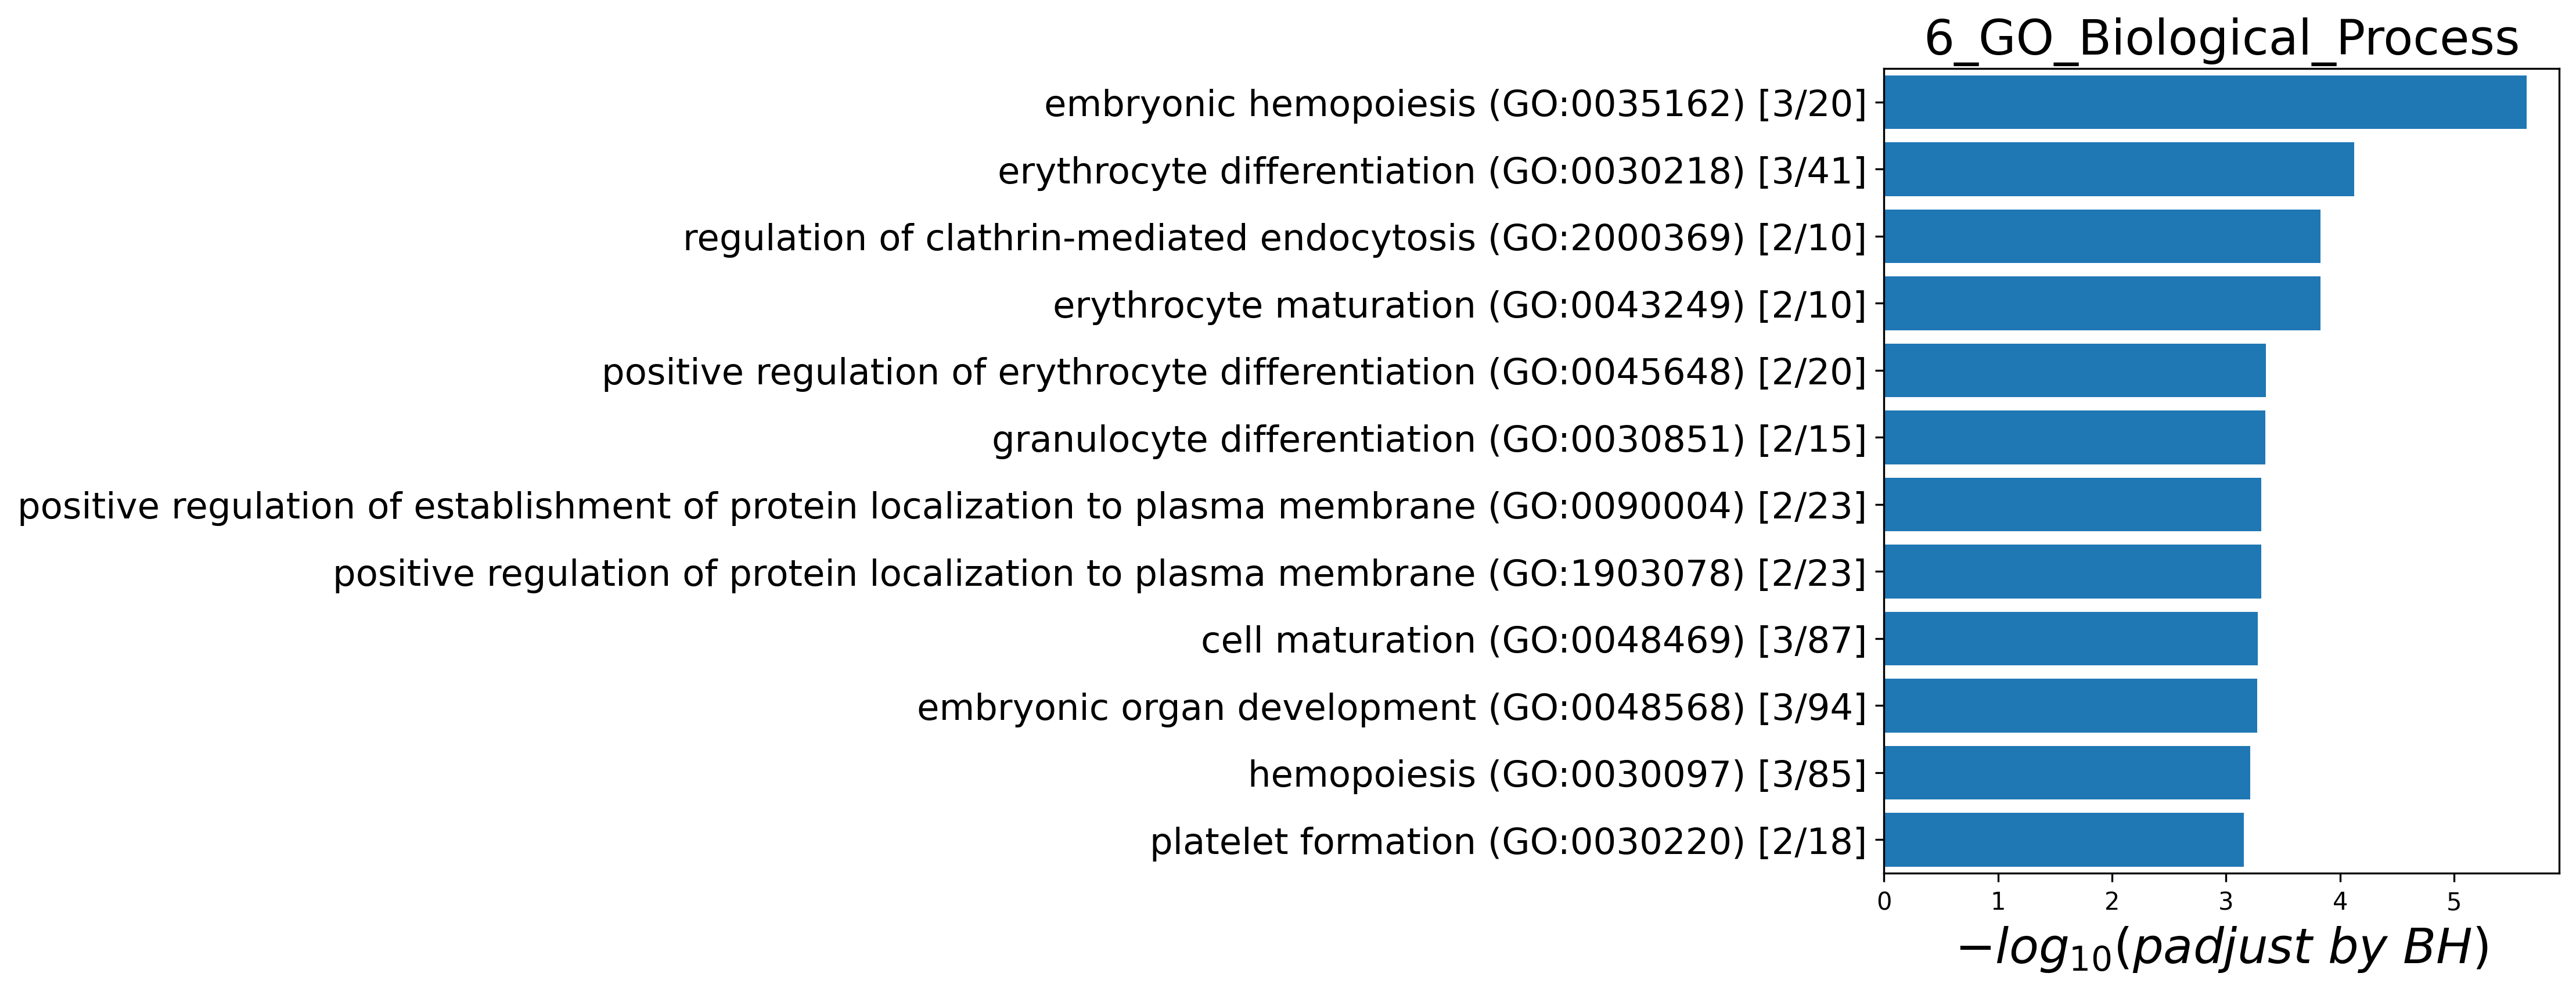 6_GO_Biological_Process
embryonic hemopoiesis (GO:0035162) [3/20]
erythrocyte differentiation (GO:0030218) [3/41]
regulation of clathrin-mediated endocytosis (GO:2000369) [2/10]
erythrocyte maturation (GO:0043249) [2/10]
positive regulation of erythrocyte differentiation (GO:0045648) [2/20]
granulocyte differentiation (GO:0030851) [2/15]
positive regulation of establishment of protein localization to plasma membrane (GO:0090004) [2/23]
positive regulation of protein localization to plasma membrane (GO:1903078) [2/23]
cell maturation (GO:0048469) [3/87]
embryonic organ development (GO:0048568) [3/94]
hemopoiesis (GO:0030097) [3/85]
platelet formation (GO:0030220) [2/18]
0 1 2 3 4 5
−log₁₀(padjust by BH)